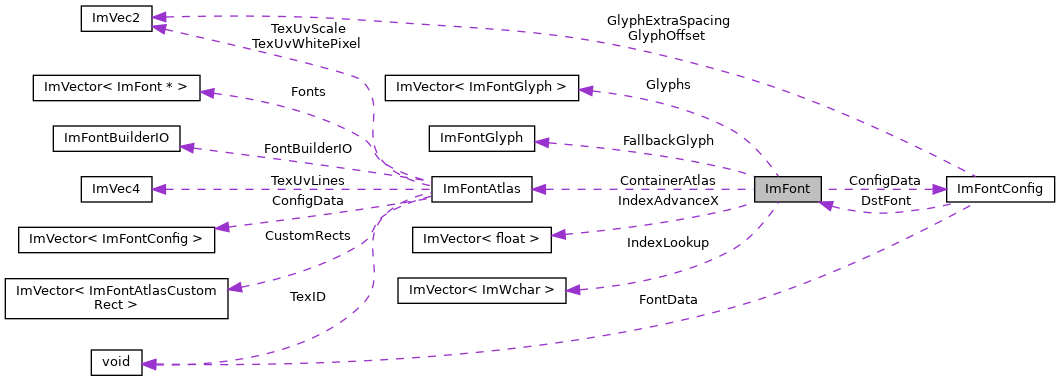 ImVec2
GlyphExtraSpacing
GlyphOffset
TexUvScale
TexUvWhitePixel
ImVector< ImFont * >
Fonts
ImVector< ImFontGlyph >
Glyphs
ImFontBuilderIO
FontBuilderIO
ImFontGlyph
FallbackGlyph
ImVec4
TexUvLines
ImFontAtlas
ContainerAtlas
ImFont
ConfigData
ImFontConfig
ConfigData
IndexAdvanceX
DstFont
ImVector< ImFontConfig >
CustomRects
ImVector< float >
IndexLookup
ImVector< ImFontAtlasCustom
Rect >
TexID
ImVector< ImWchar >
FontData
void